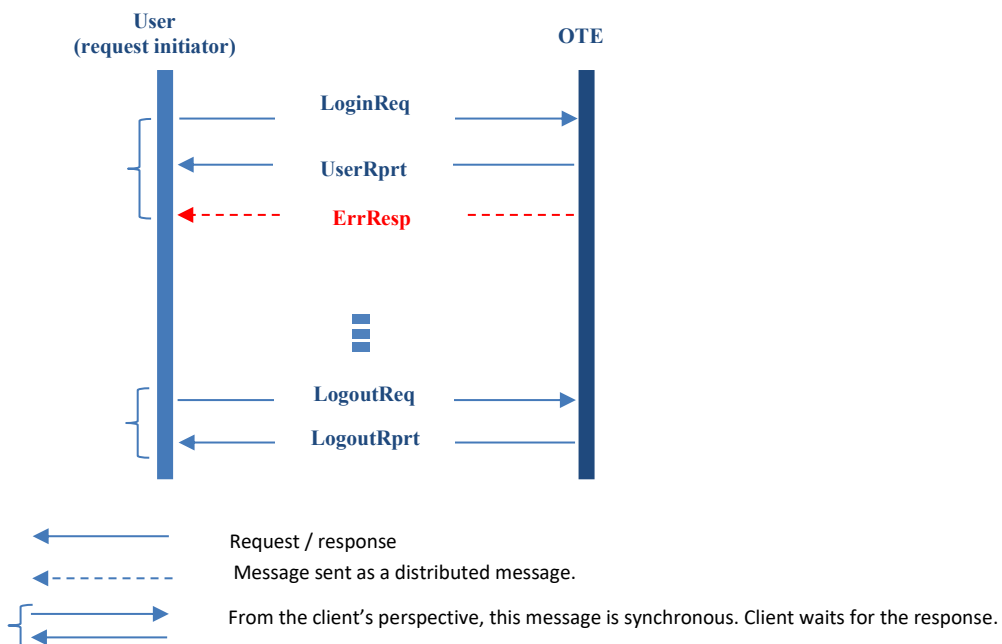 User
(request initiator)
OTE
LoginReq
UserRprt
ErrResp
LogoutReq
LogoutRprt
Request / response
Message sent as a distributed message.
From the client’s perspective, this message is synchronous. Client waits for the response.